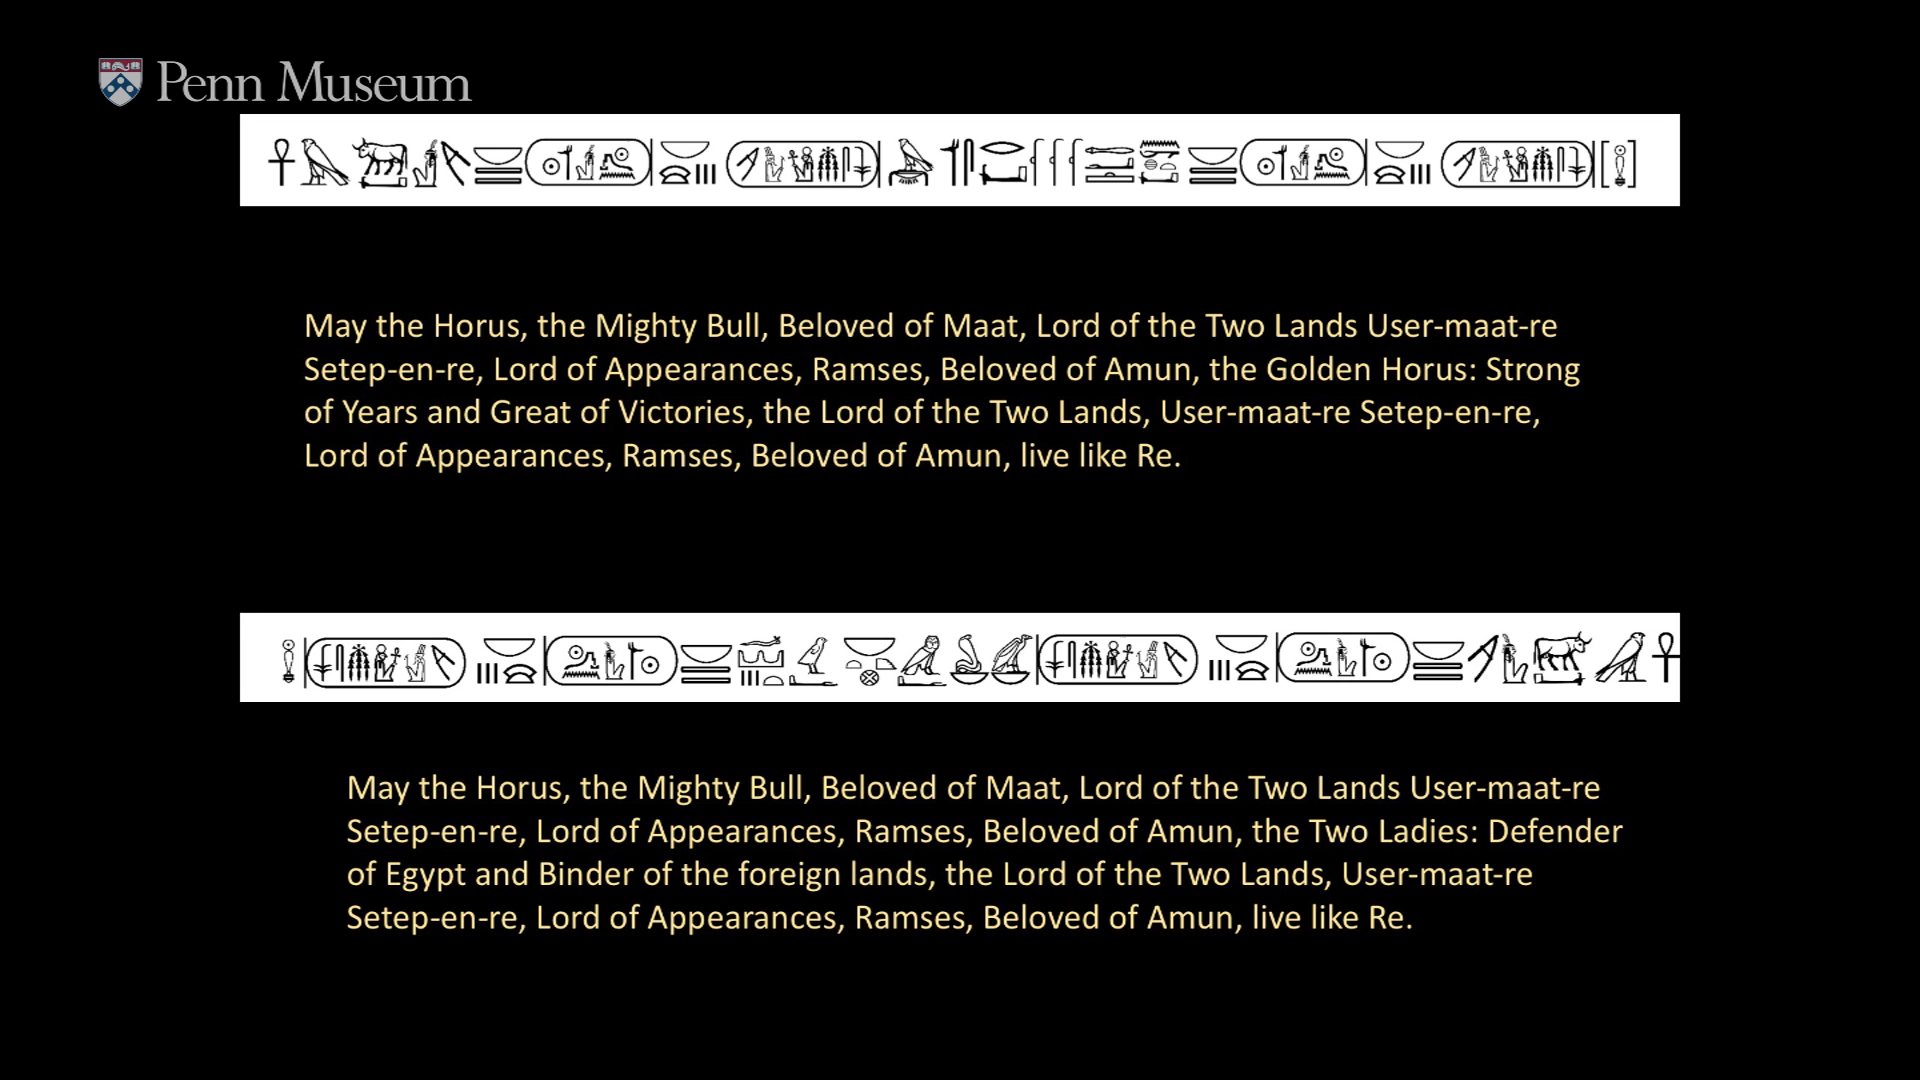 Penn Museum
May the Horus, the Mighty Bull, Beloved of Maat, Lord of the Two Lands User-maat-re
Setep-en-re, Lord of Appearances, Ramses, Beloved of Amun, the Golden Horus: Strong
of Years and Great of Victories, the Lord of the Two Lands, User-maat-re Setep-en-re,
Lord of Appearances, Ramses, Beloved of Amun, live like Re.
May the Horus, the Mighty Bull, Beloved of Maat, Lord of the Two Lands User-maat-re
Setep-en-re, Lord of Appearances, Ramses, Beloved of Amun, the Two Ladies: Defender
of Egypt and Binder of the foreign lands, the Lord of the Two Lands, User-maat-re
Setep-en-re, Lord of Appearances, Ramses, Beloved of Amun, live like Re.